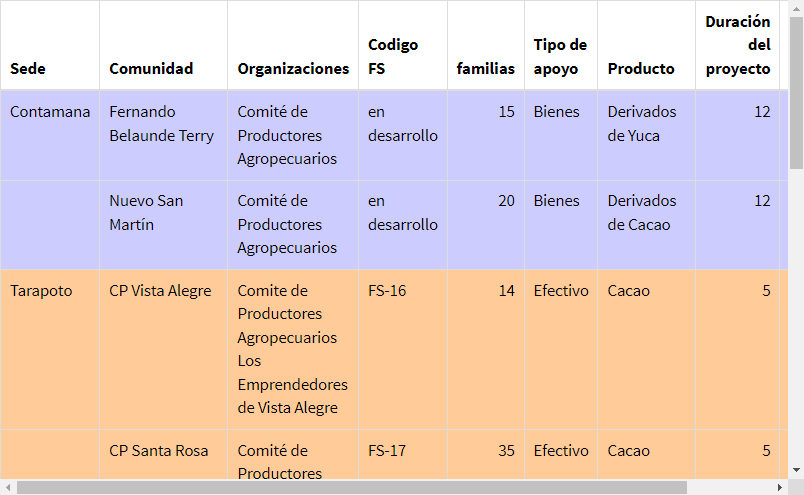 Sede Comunidad Organizaciones Codigo FS familias Tipo de apoyo Producto Duración del proyecto
Contamana Fernando Belaunde Terry Comité de Productores Agropecuarios en desarrollo 15 Bienes Derivados de Yuca 12
Nuevo San Martín Comité de Productores Agropecuarios en desarrollo 20 Bienes Derivados de Cacao 12
Tarapoto CP Vista Alegre Comite de Productores Agropecuarios Los Emprendedores de Vista Alegre FS-16 14 Efectivo Cacao 5
CP Santa Rosa Comité de Productores FS-17 35 Efectivo Cacao 5